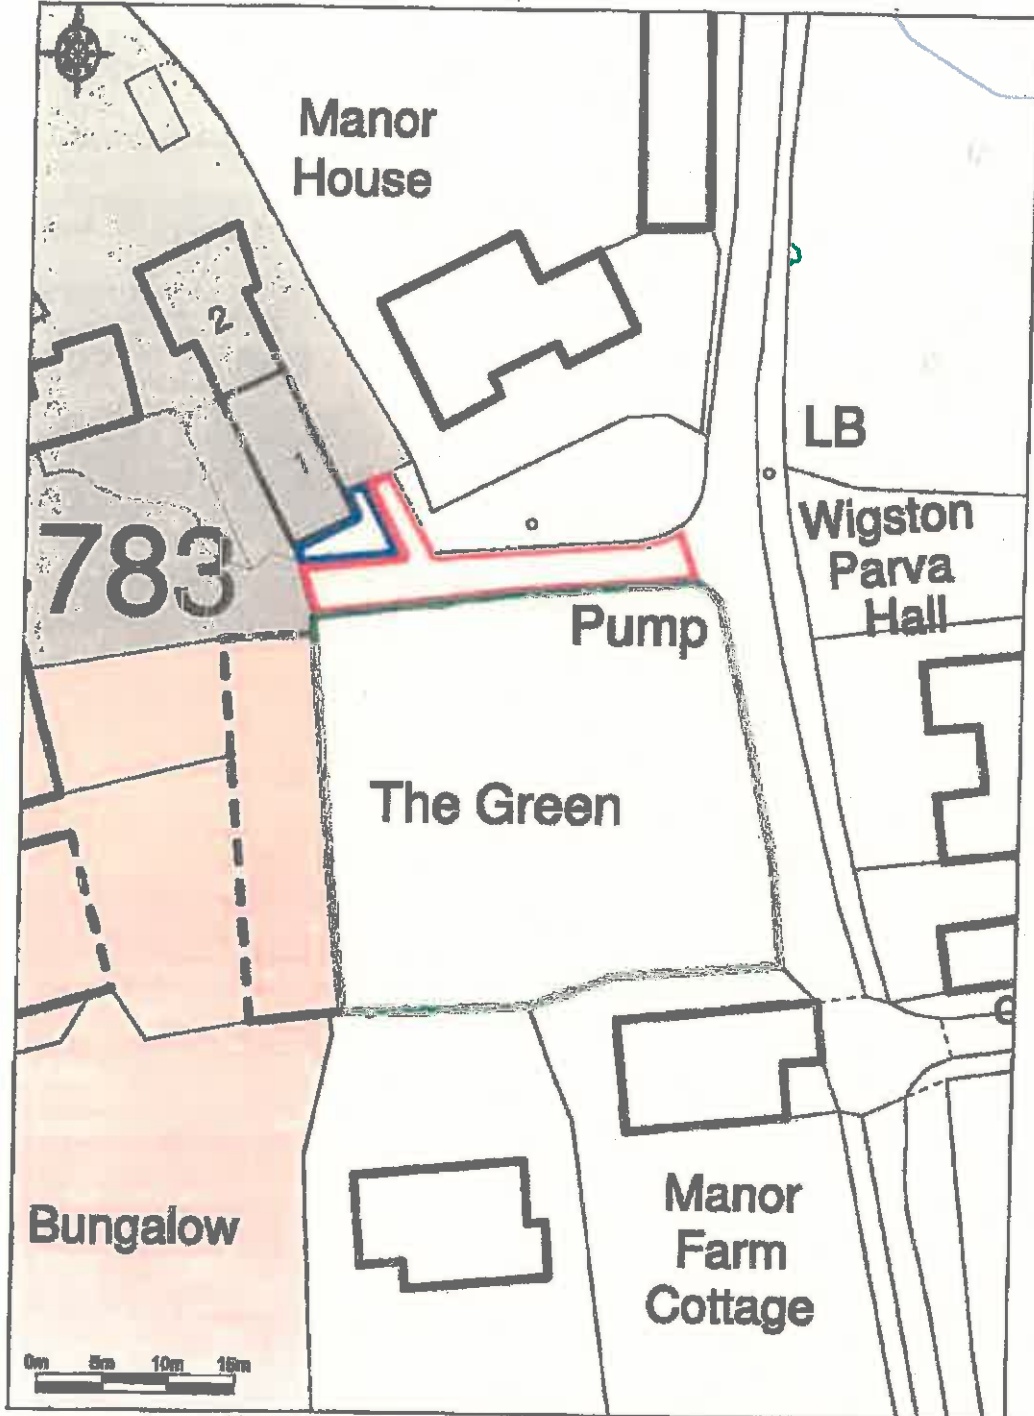 Manor
House
2
1
LB
783
Wigston
Parva
Hall
Pump
The Green
Bungalow
Manor
Farm
Cottage
0m 5m 10m 15m